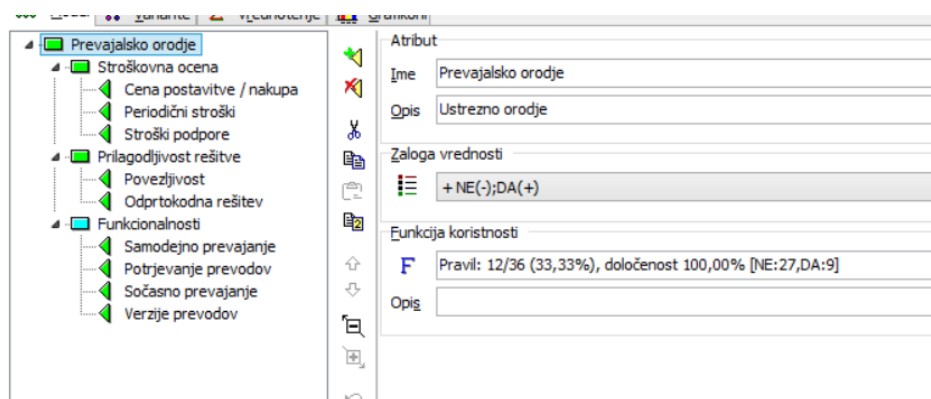 Prevajalsko orodje
Stroškovna ocena
Cena postavitve / nakupa
Periodični stroški
Stroški podpore
Prilagodljivost rešitve
Povezljivost
Odprtokodna rešitev
Funkcionalnosti
Samodejno prevajanje
Potrjevanje prevodov
Sočasno prevajanje
Verzije prevodov
Atribut
Ime Prevajalsko orodje
Opis Ustrezno orodje
Zaloga vrednosti
+ NE(-);DA(+)
Funkcija koristnosti
F Pravil: 12/36 (33,33%), določenost 100,00% [NE:27,DA:9]
Opis